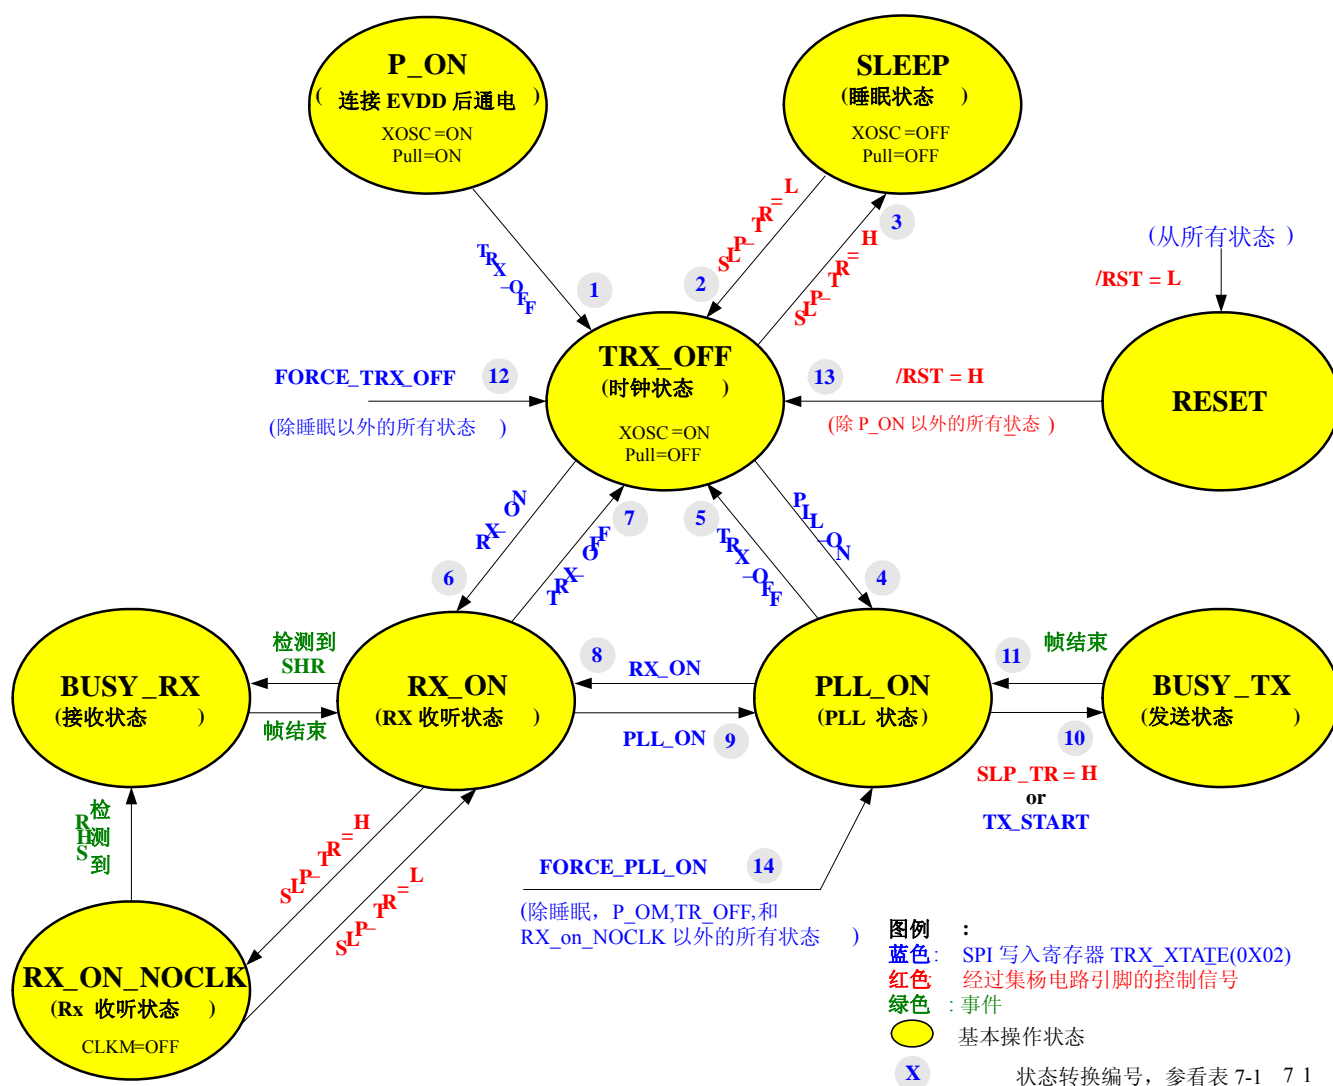 P_ON
( 连接 EVDD 后通电 )
XOSC=ON
Pull=ON
SLEEP
(睡眠状态 )
XOSC=OFF
Pull=OFF
TRX_OFF
1
SLP_TR=L
2
SLP_TR=H
3
(从所有状态)
/RST = L
TRX_OFF
(时钟状态 )
XOSC=ON
Pull=OFF
FORCE_TRX_OFF 12
(除睡眠以外的所有状态 )
13 /RST = H
(除 P_ON 以外的所有状态 )
RESET
RX_ON
6
TRX_OFF
7
TRX_OFF
5
PLL_ON
4
检测到
SHR
BUSY_RX
(接收状态 )
帧结束
RX_ON
(RX 收听状态 )
8
RX_ON
PLL_ON 9
PLL_ON
(PLL 状态)
11 帧结束
BUSY_TX
(发送状态 )
10
SLP_TR = H
or
TX_START
检测到
SHR
SLP_TR=H
SLP_TR=L
FORCE_PLL_ON 14
(除睡眠，P_OM,TR_OFF,和
RX_on_NOCLK 以外的所有状态 )
RX_ON_NOCLK
(Rx 收听状态 )
CLKM=OFF
图例 :
蓝色: SPI 写入寄存器 TRX_XTATE(0X02)
红色: 经过集杨电路引脚的控制信号
绿色 : 事件
基本操作状态
X 状态转换编号，参看表 7-1 7 1